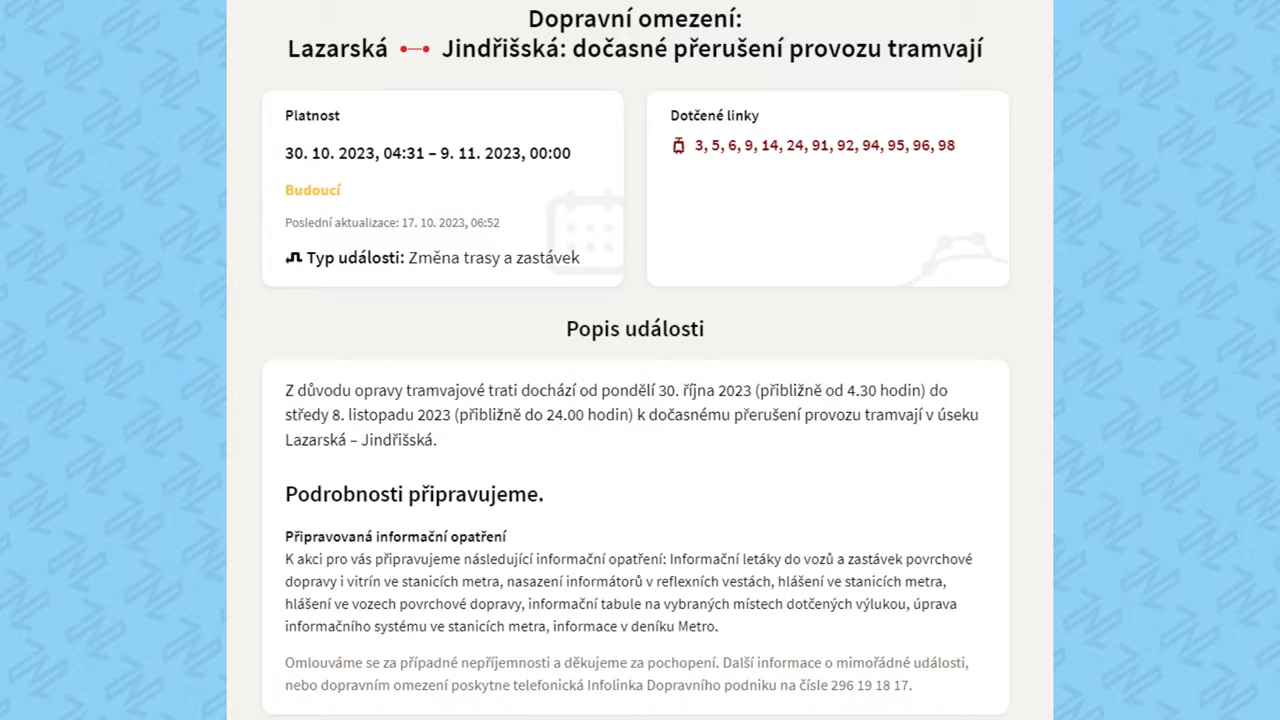 Dopravní omezení:
Lazarská Jindřišská: dočasné přerušení provozu tramvají
Platnost
30. 10. 2023, 04:31 – 9. 11. 2023, 00:00
Budoucí
Poslední aktualizace: 17. 10. 2023, 06:52
Typ události: Změna trasy a zastávek
Dotčené linky
3, 5, 6, 9, 14, 24, 91, 92, 94, 95, 96, 98
Popis události
Z důvodu opravy tramvajové trati dochází od pondělí 30. října 2023 (přibližně od 4.30 hodin) do
středy 8. listopadu 2023 (přibližně do 24.00 hodin) k dočasnému přerušení provozu tramvají v úseku
Lazarská – Jindřišská.
Podrobnosti připravujeme.
Připravovaná informační opatření
K akci pro vás připravujeme následující informační opatření: Informační letáky do vozů a zastávek povrchové
dopravy i vitrín ve stanicích metra, nasazení informátorů v reflexních vestách, hlášení ve stanicích metra,
hlášení ve vozech povrchové dopravy, informační tabule na vybraných místech dotčených výlukou, úprava
informačního systému ve stanicích metra, informace v deníku Metro.
Omlouváme se za případné nepříjemnosti a děkujeme za pochopení. Další informace o mimořádné události,
nebo dopravním omezení poskytne telefonická Infolinka Dopravního podniku na čísle 296 19 18 17.